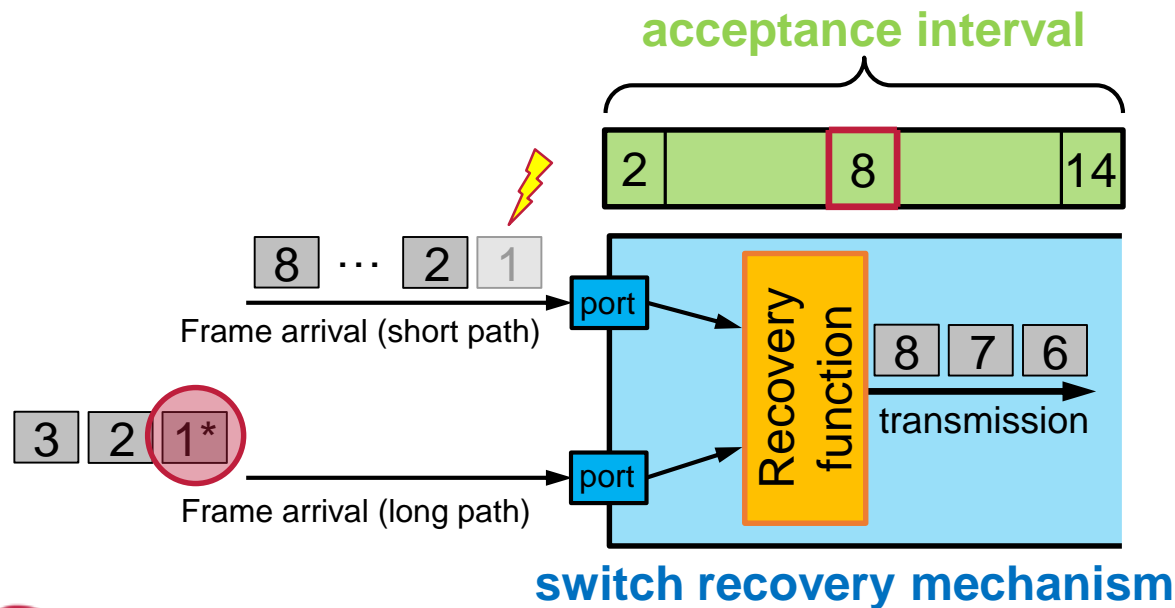 acceptance interval
2 8 14
8 ... 2 1
port
Frame arrival (short path)
Recovery
function
8 7 6
transmission
3 2 1*
port
Frame arrival (long path)
switch recovery mechanism